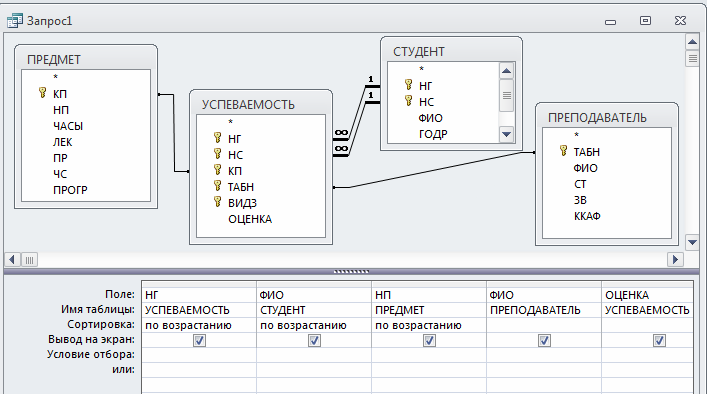 Запрос1
ПРЕДМЕТ
*
КП
НП
ЧАСЫ
ЛЕК
ПР
ЧС
ПРОГР
УСПЕВАЕМОСТЬ
*
НГ
НС
КП
ТАБН
ВИДЗ
ОЦЕНКА
1
1
∞
∞
СТУДЕНТ
*
НГ
НС
ФИО
ГОДР
ПРЕПОДАВАТЕЛЬ
*
ТАБН
ФИО
СТ
ЗВ
ККАФ
Поле: НГ ФИО НП ФИО ОЦЕНКА
Имя таблицы: УСПЕВАЕМОСТЬ СТУДЕНТ ПРЕДМЕТ ПРЕПОДАВАТЕЛЬ УСПЕВАЕМОСТЬ
Сортировка: по возрастанию по возрастанию по возрастанию
Вывод на экран:
Условие отбора:
или: